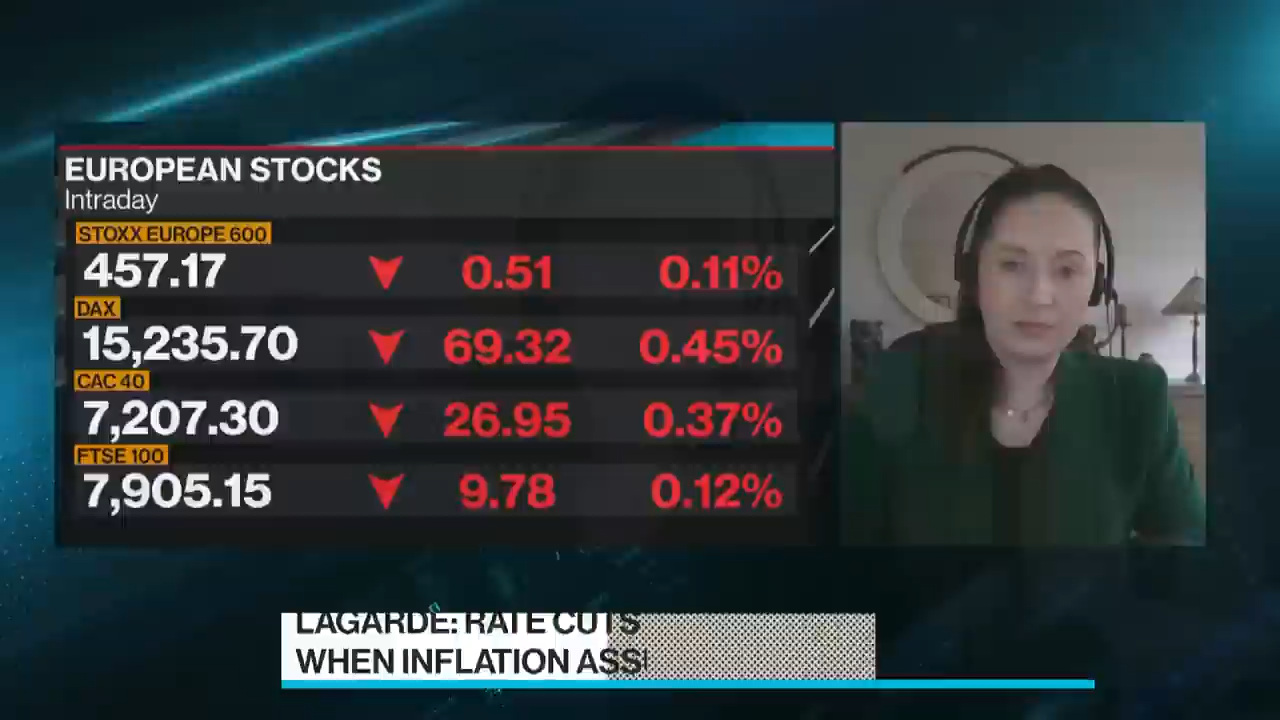 EUROPEAN STOCKS
Intraday
STOXX EUROPE 600
457.17 0.51 0.11%
DAX
15,235.70 69.32 0.45%
CAC 40
7,207.30 26.95 0.37%
FTSE 100
7,905.15 9.78 0.12%
LAGARDE: RATE CUTS
WHEN INFLATION